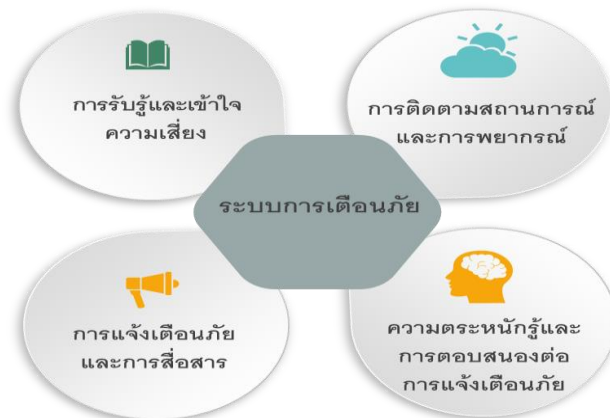 การรับรู้และเข้าใจ
ความเสี่ยง
การติดตามสถานการณ์
และการพยากรณ์
ระบบการเตือนภัย
การแจ้งเตือนภัย
และการสื่อสาร
ความตระหนักรู้และ
การตอบสนองต่อ
การแจ้งเตือนภัย